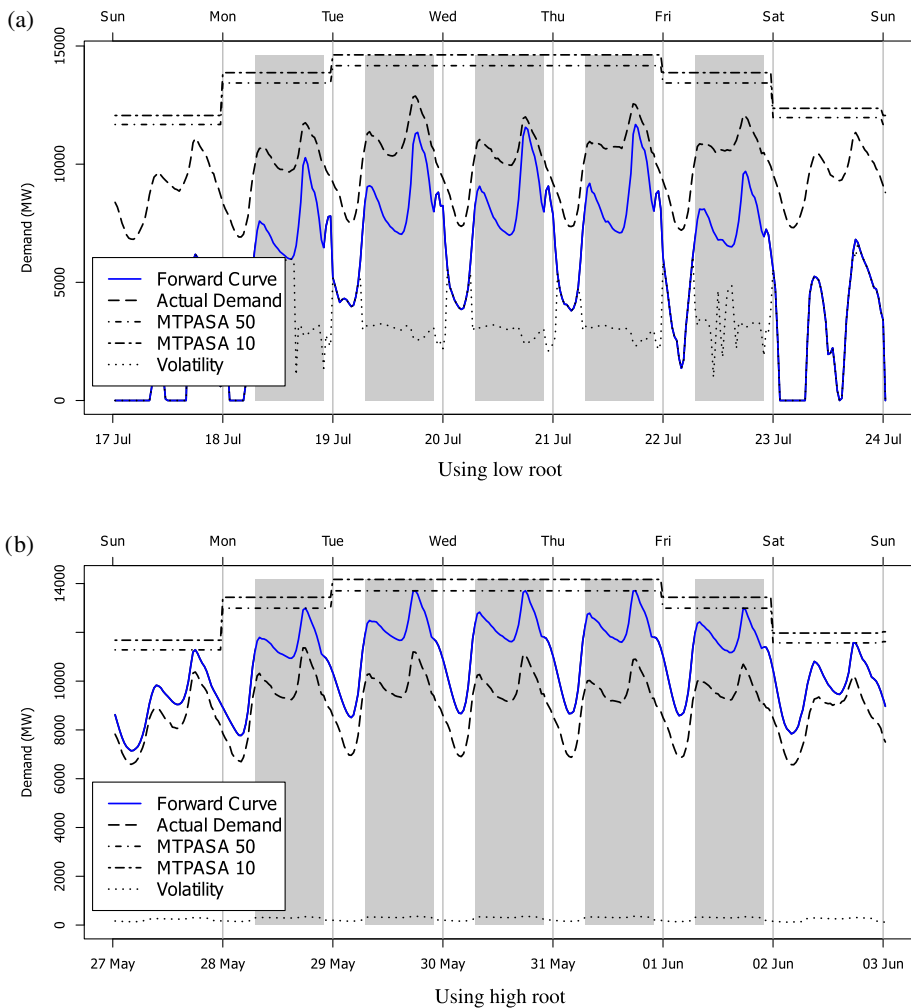 (a)
Sun Mon Tue Wed Thu Fri Sat Sun
15000
10000
5000
0
Demand (MW)
Forward Curve
Actual Demand
MTPASA 50
MTPASA 10
Volatility
17 Jul 18 Jul 19 Jul 20 Jul 21 Jul 22 Jul 23 Jul 24 Jul
Using low root
(b)
Sun Mon Tue Wed Thu Fri Sat Sun
14000
10000
8000
6000
4000
2000
0
Demand (MW)
Forward Curve
Actual Demand
MTPASA 50
MTPASA 10
Volatility
27 May 28 May 29 May 30 May 31 May 01 Jun 02 Jun 03 Jun
Using high root